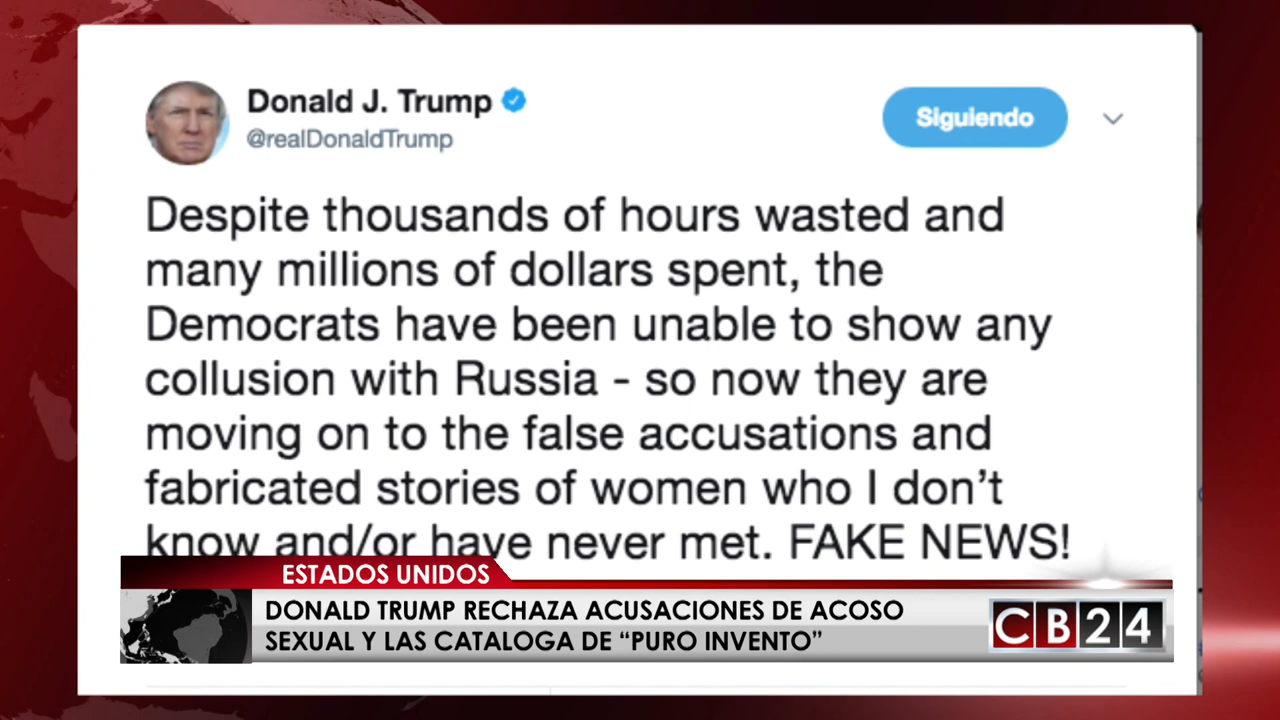 Donald J. Trump
@realDonaldTrump
Siguiendo
Despite thousands of hours wasted and
many millions of dollars spent, the
Democrats have been unable to show any
collusion with Russia - so now they are
moving on to the false accusations and
fabricated stories of women who I don’t
know and/or have never met. FAKE NEWS!
ESTADOS UNIDOS
DONALD TRUMP RECHAZA ACUSACIONES DE ACOSO
SEXUAL Y LAS CATALOGA DE “PURO INVENTO”
CB24